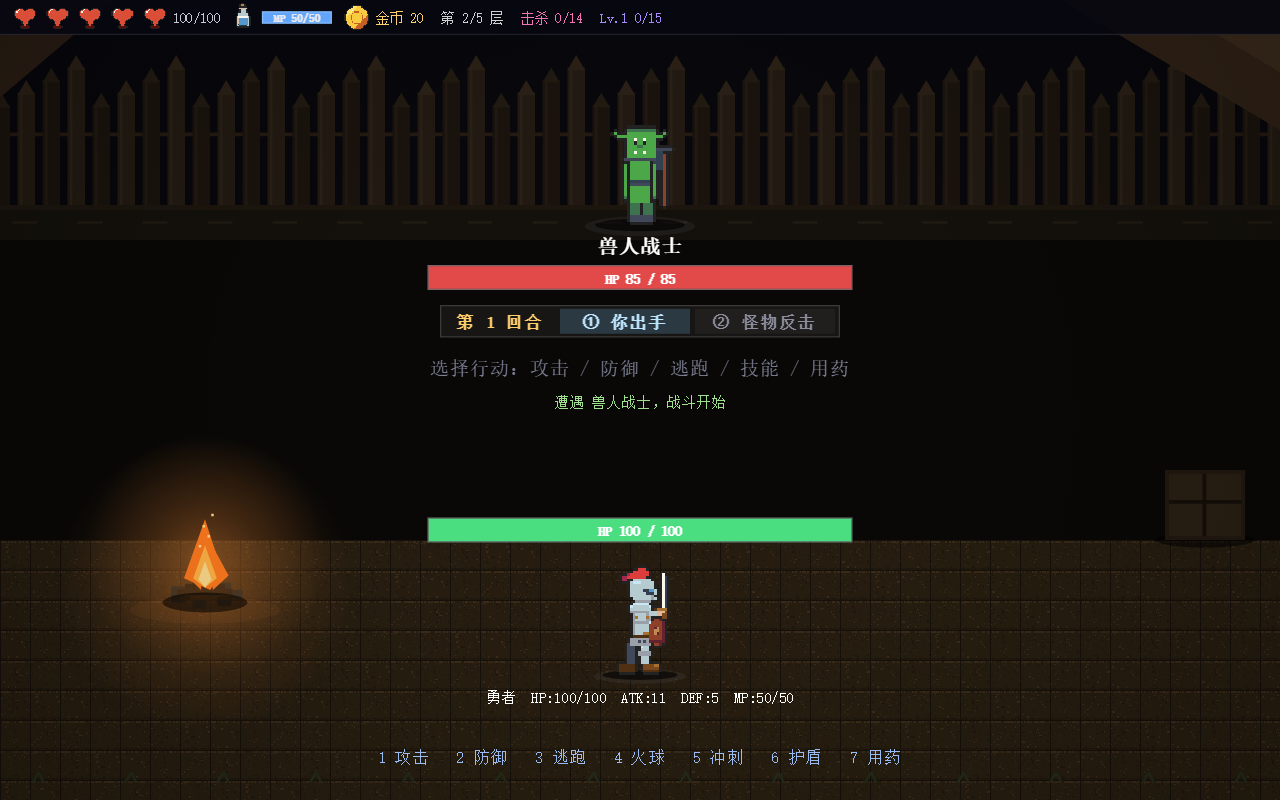 100/100 MP 50/50 金币 20 第 2/5 层 击杀 0/14 Lv.1 0/15
兽人战士
HP 85 / 85
第 1 回合 ① 你出手 ② 怪物反击
选择行动: 攻击 / 防御 / 逃跑 / 技能 / 用药
遭遇 兽人战士, 战斗开始
HP 100 / 100
勇者 HP:100/100 ATK:11 DEF:5 MP:50/50
1 攻击 2 防御 3 逃跑 4 火球 5 冲刺 6 护盾 7 用药